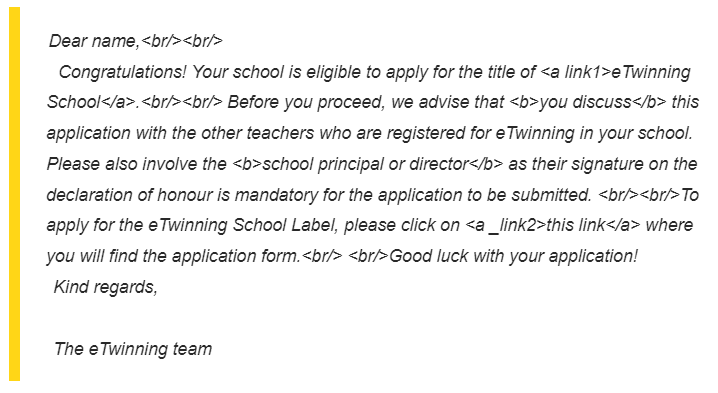 Dear name,<br/><br/>
Congratulations! Your school is eligible to apply for the title of <a link1>eTwinning
School</a>.<br/><br/> Before you proceed, we advise that <b>you discuss</b> this
application with the other teachers who are registered for eTwinning in your school.
Please also involve the <b>school principal or director</b> as their signature on the
declaration of honour is mandatory for the application to be submitted. <br/><br/>To
apply for the eTwinning School Label, please click on <a _link2>this link</a> where
you will find the application form.<br/> <br/>Good luck with your application!
Kind regards,
The eTwinning team